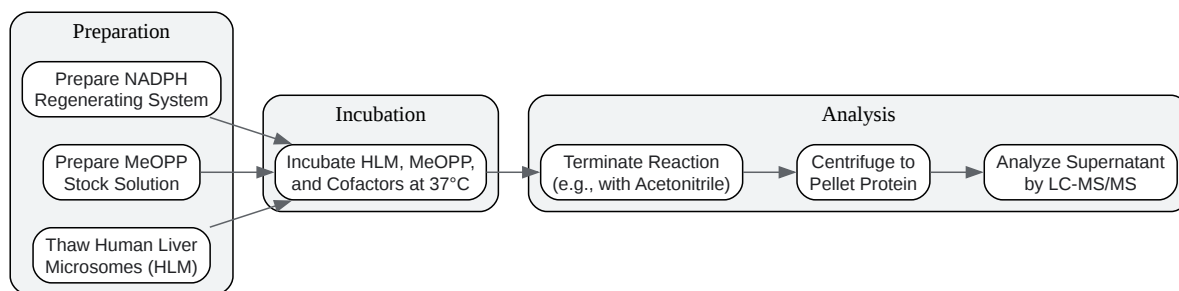 Preparation
Prepare NADPH
Regenerating System
Prepare MeOPP
Stock Solution
Thaw Human Liver
Microsomes (HLM)
Incubation
Incubate HLM, MeOPP,
and Cofactors at 37°C
Analysis
Terminate Reaction
(e.g., with Acetonitrile)
Centrifuge to
Pellet Protein
Analyze Supernatant
by LC-MS/MS